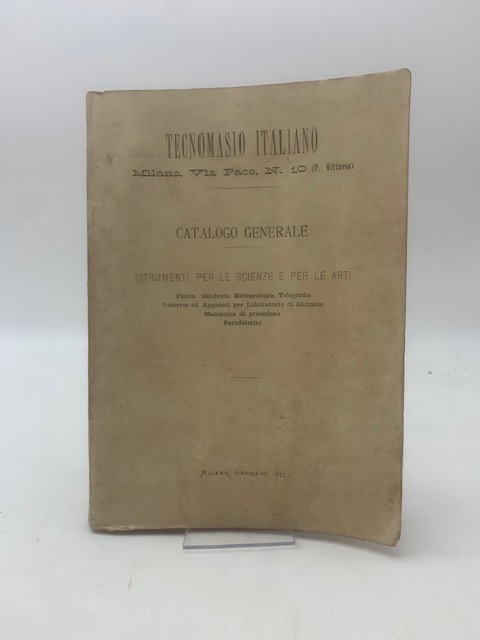 TECNOMASIO ITALIANO
Milano, Via Pace, N. 10 (P. Vittoria)
CATALOGO GENERALE
ISTRUMENTI PER LE SCIENZE E PER LE ARTI
Fisica, Geodesia, Meteorologia, Telegrafia
Vetrerie ed Apparati per Laboratorio di Chimica
Meccanica di precisione
Parafulmini
MILANO, GENNAIO